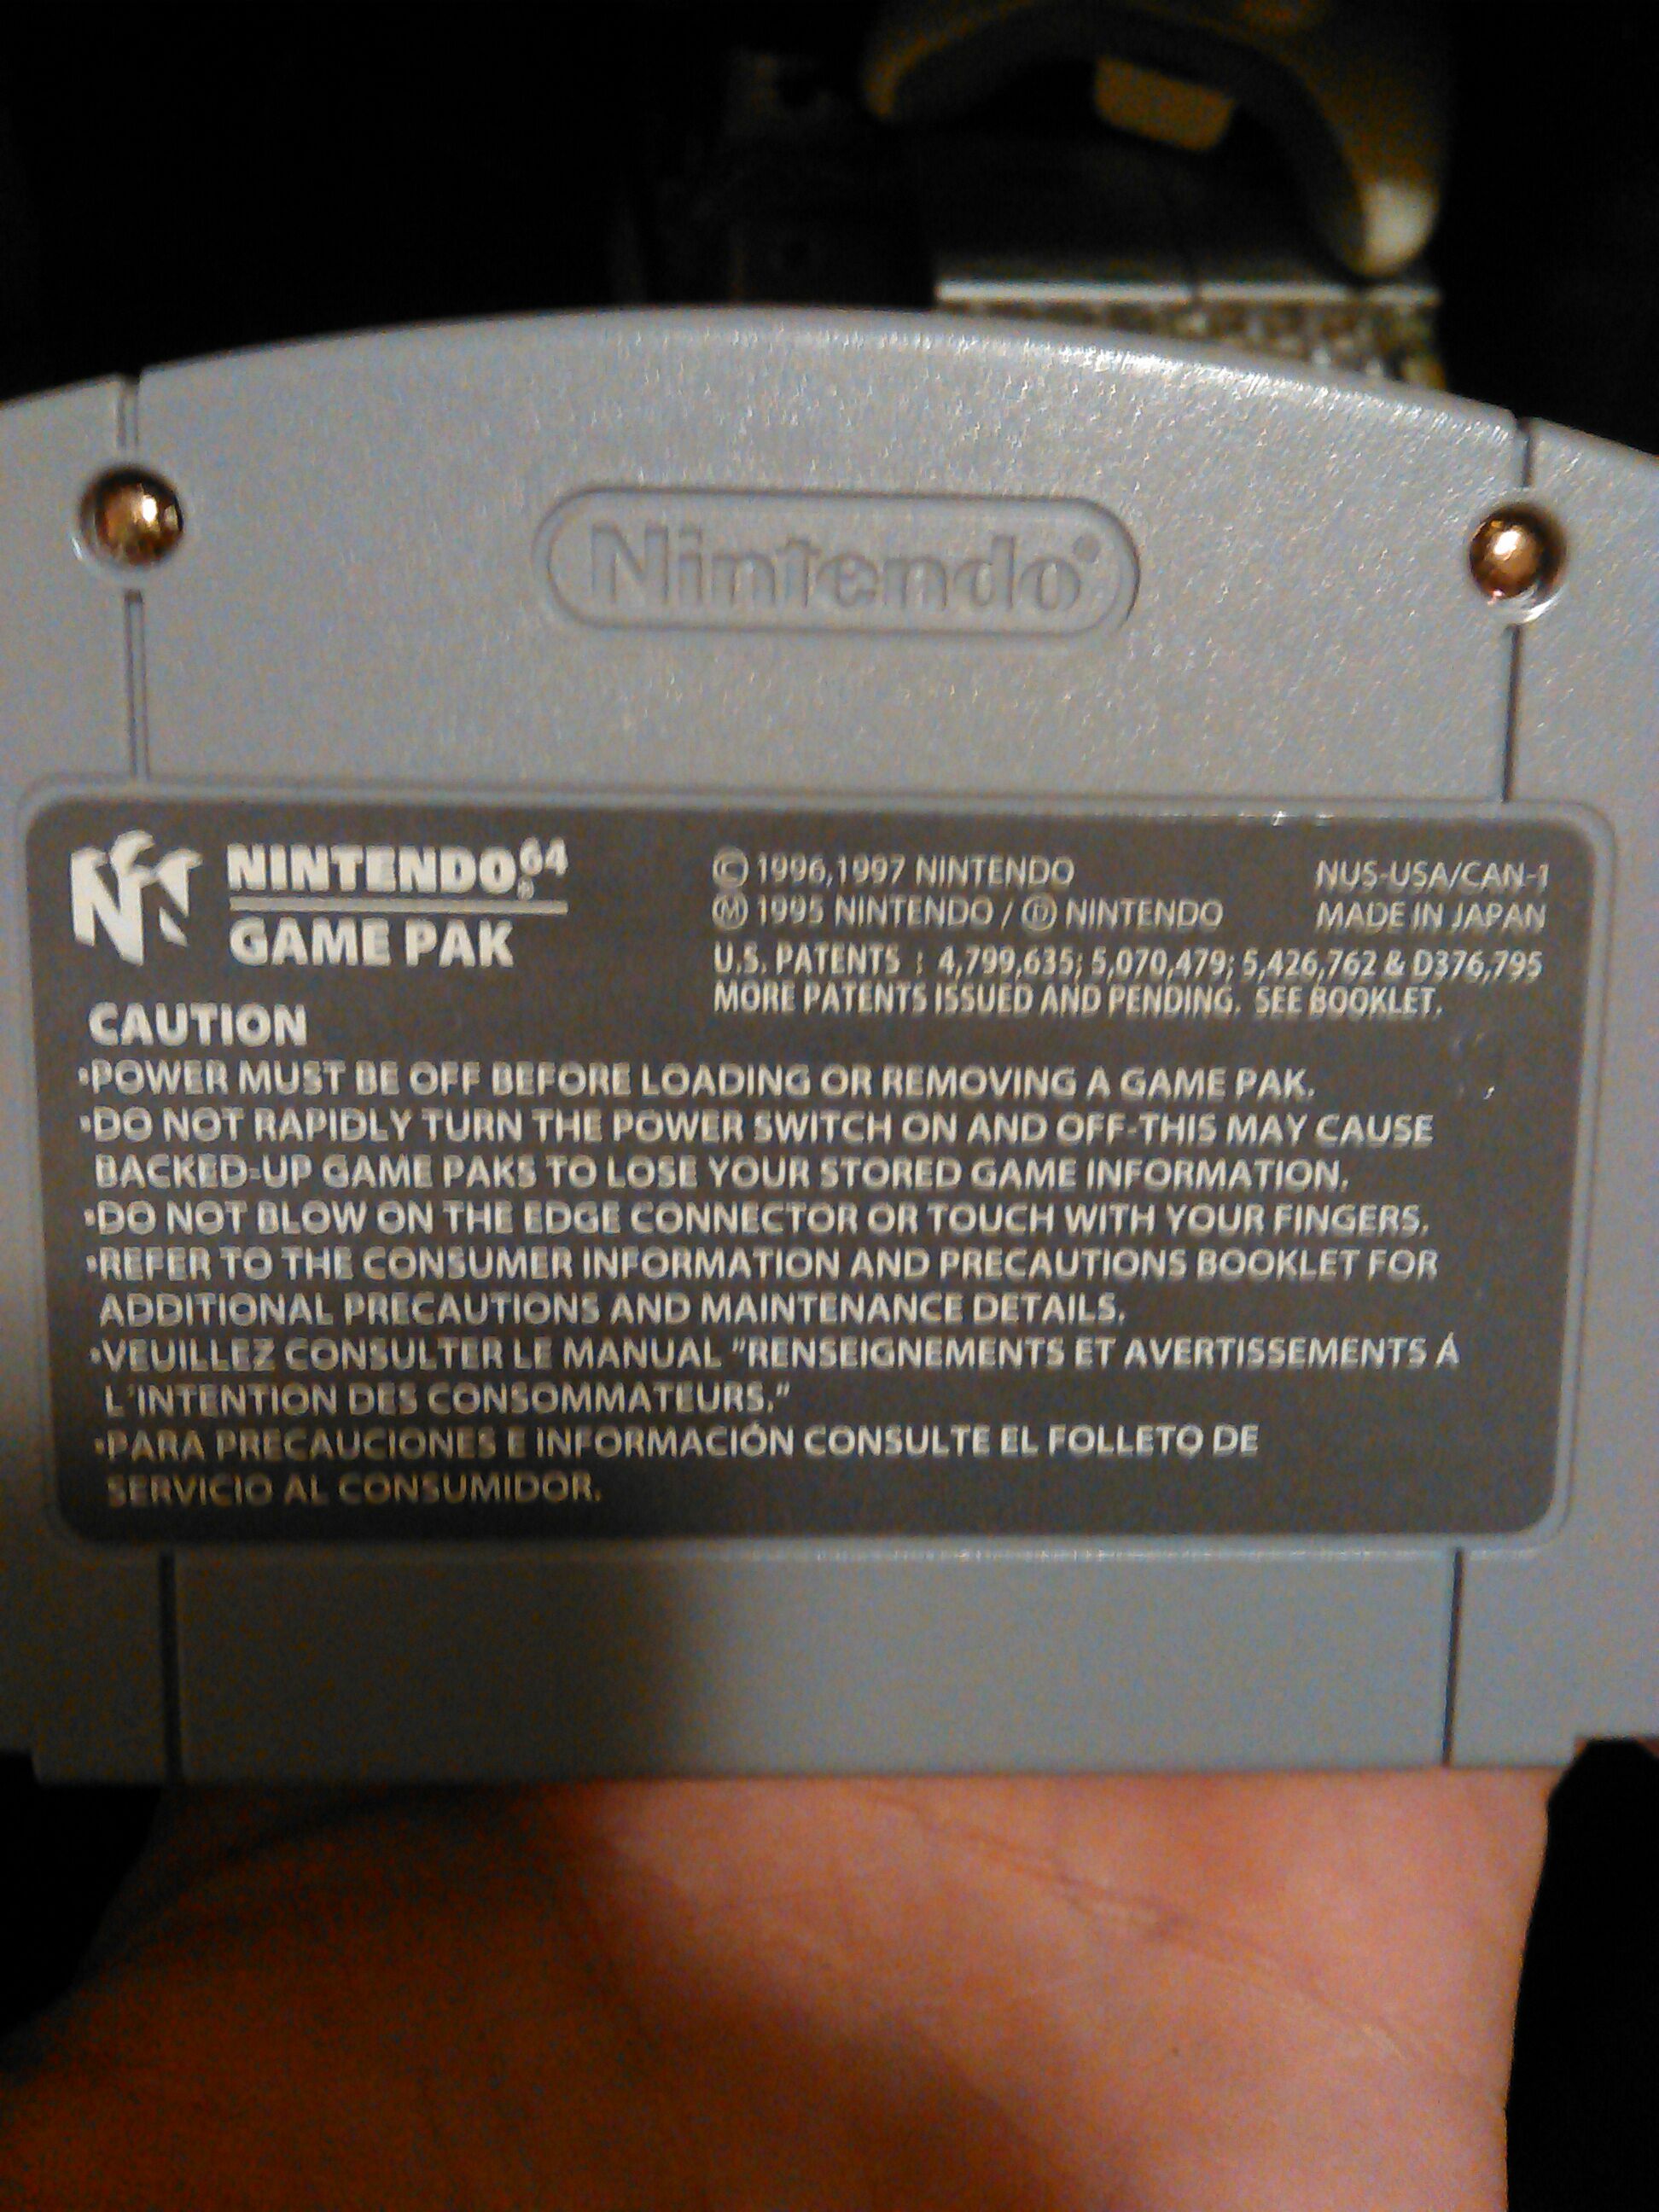 Nintendo®
NINTENDO64®
GAME PAK
© 1996,1997 NINTENDO
Ⓜ 1995 NINTENDO / Ⓓ NINTENDO
NUS-USA/CAN-1
MADE IN JAPAN
U.S. PATENTS : 4,799,635; 5,070,479; 5,426,762 & D376,795
MORE PATENTS ISSUED AND PENDING. SEE BOOKLET.
CAUTION
•POWER MUST BE OFF BEFORE LOADING OR REMOVING A GAME PAK.
•DO NOT RAPIDLY TURN THE POWER SWITCH ON AND OFF-THIS MAY CAUSE
BACKED-UP GAME PAKS TO LOSE YOUR STORED GAME INFORMATION.
•DO NOT BLOW ON THE EDGE CONNECTOR OR TOUCH WITH YOUR FINGERS.
•REFER TO THE CONSUMER INFORMATION AND PRECAUTIONS BOOKLET FOR
ADDITIONAL PRECAUTIONS AND MAINTENANCE DETAILS.
•VEUILLEZ CONSULTER LE MANUAL "RENSEIGNEMENTS ET AVERTISSEMENTS Á
L'INTENTION DES CONSOMMATEURS."
•PARA PRECAUCIONES E INFORMACIÓN CONSULTE EL FOLLETO DE
SERVICIO AL CONSUMIDOR.